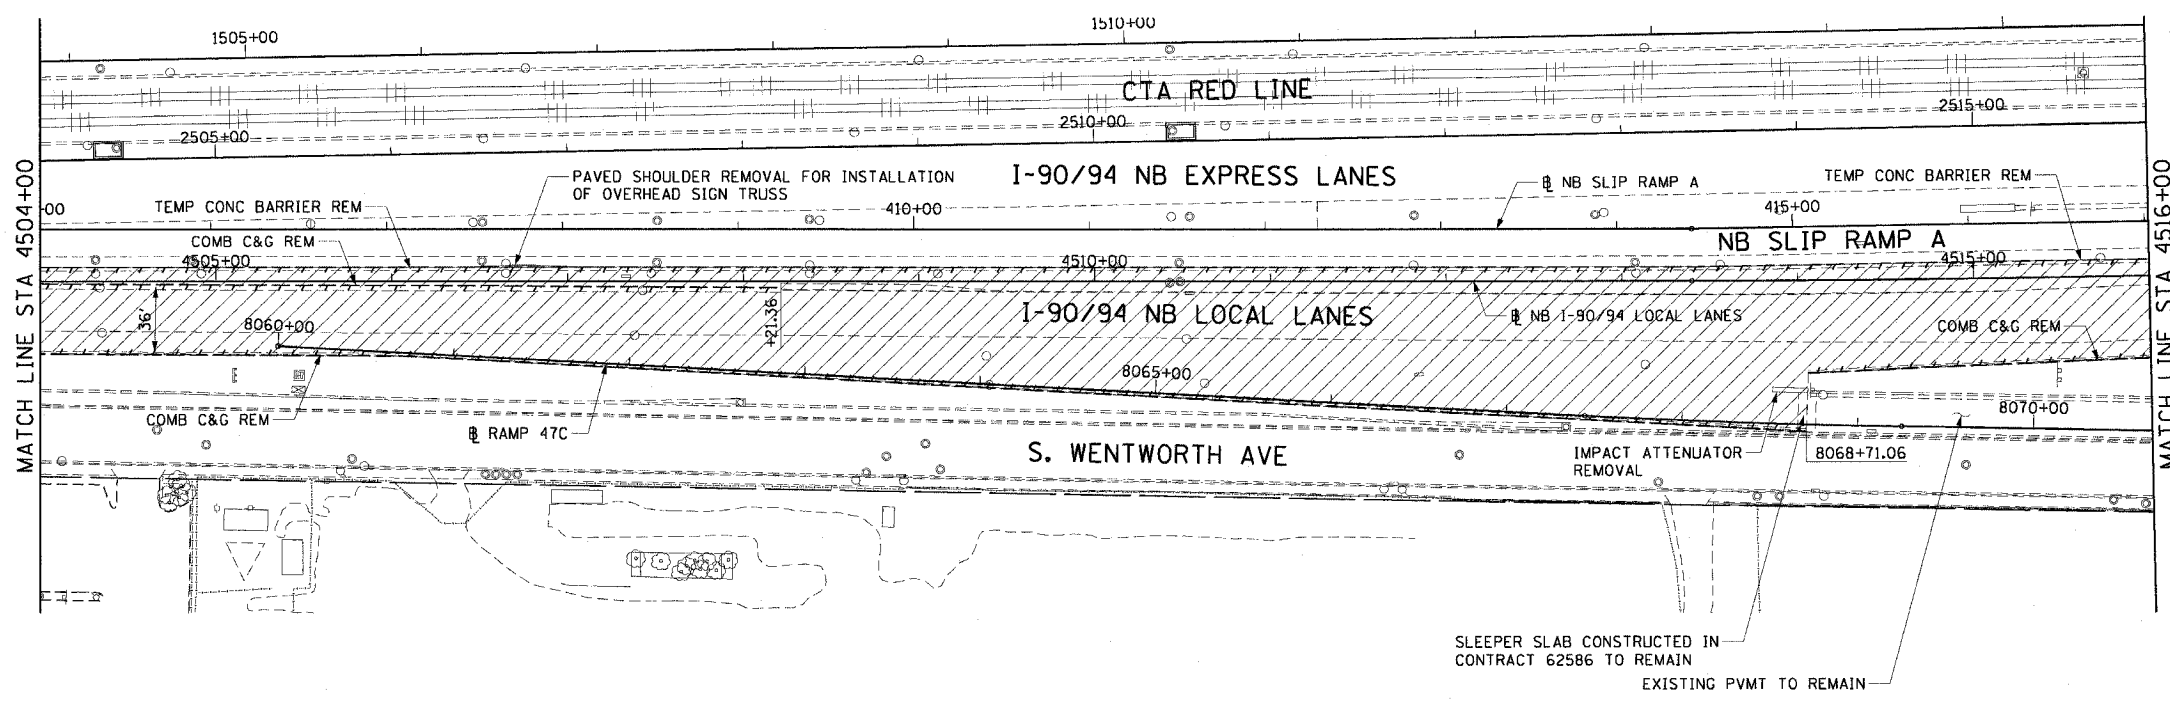 1505+00
1510+00
CTA RED LINE
2505+00
2510+00
2515+00
MATCH LINE STA 4504+00
MATCH LINE STA 4516+00
PAVED SHOULDER REMOVAL FOR INSTALLATION
OF OVERHEAD SIGN TRUSS
I-90/94 NB EXPRESS LANES
℄ NB SLIP RAMP A
TEMP CONC BARRIER REM
+00
TEMP CONC BARRIER REM
410+00
415+00
COMB C&G REM
NB SLIP RAMP A
4505+00
4510+00
4515+00
36'
8060+00
+21.36
I-90/94 NB LOCAL LANES
℄ NB I-90/94 LOCAL LANES
COMB C&G REM
8065+00
8070+00
COMB C&G REM
℄ RAMP 47C
S. WENTWORTH AVE
IMPACT ATTENUATOR
REMOVAL
8068+71.06
SLEEPER SLAB CONSTRUCTED IN
CONTRACT 62586 TO REMAIN
EXISTING PVMT TO REMAIN